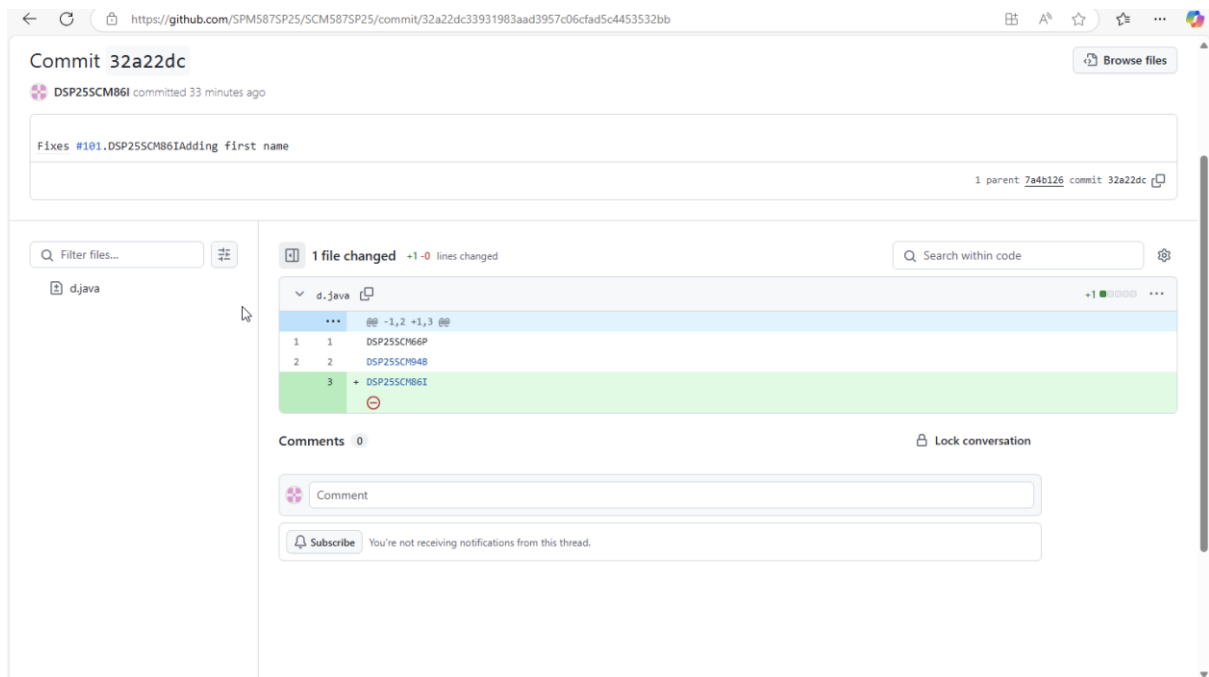 https://github.com/SPM587SP25/SCM587SP25/commit/32a22dc33931983aad3957c06cfad5c4453532bb
Commit 32a22dc
Browse files
DSP25SCM86I committed 33 minutes ago
Fixes #101.DSP25SCM86IAdding first name
1 parent 7a4b126 commit 32a22dc
Filter files...
1 file changed +1 -0 lines changed
Search within code
d.java
d.java
+1
@@ -1,2 +1,3 @@
1 1 DSP25SCM66P
2 2 DSP25SCM94B
3 + DSP25SCM86I
Comments 0
Lock conversation
Comment
Subscribe You're not receiving notifications from this thread.